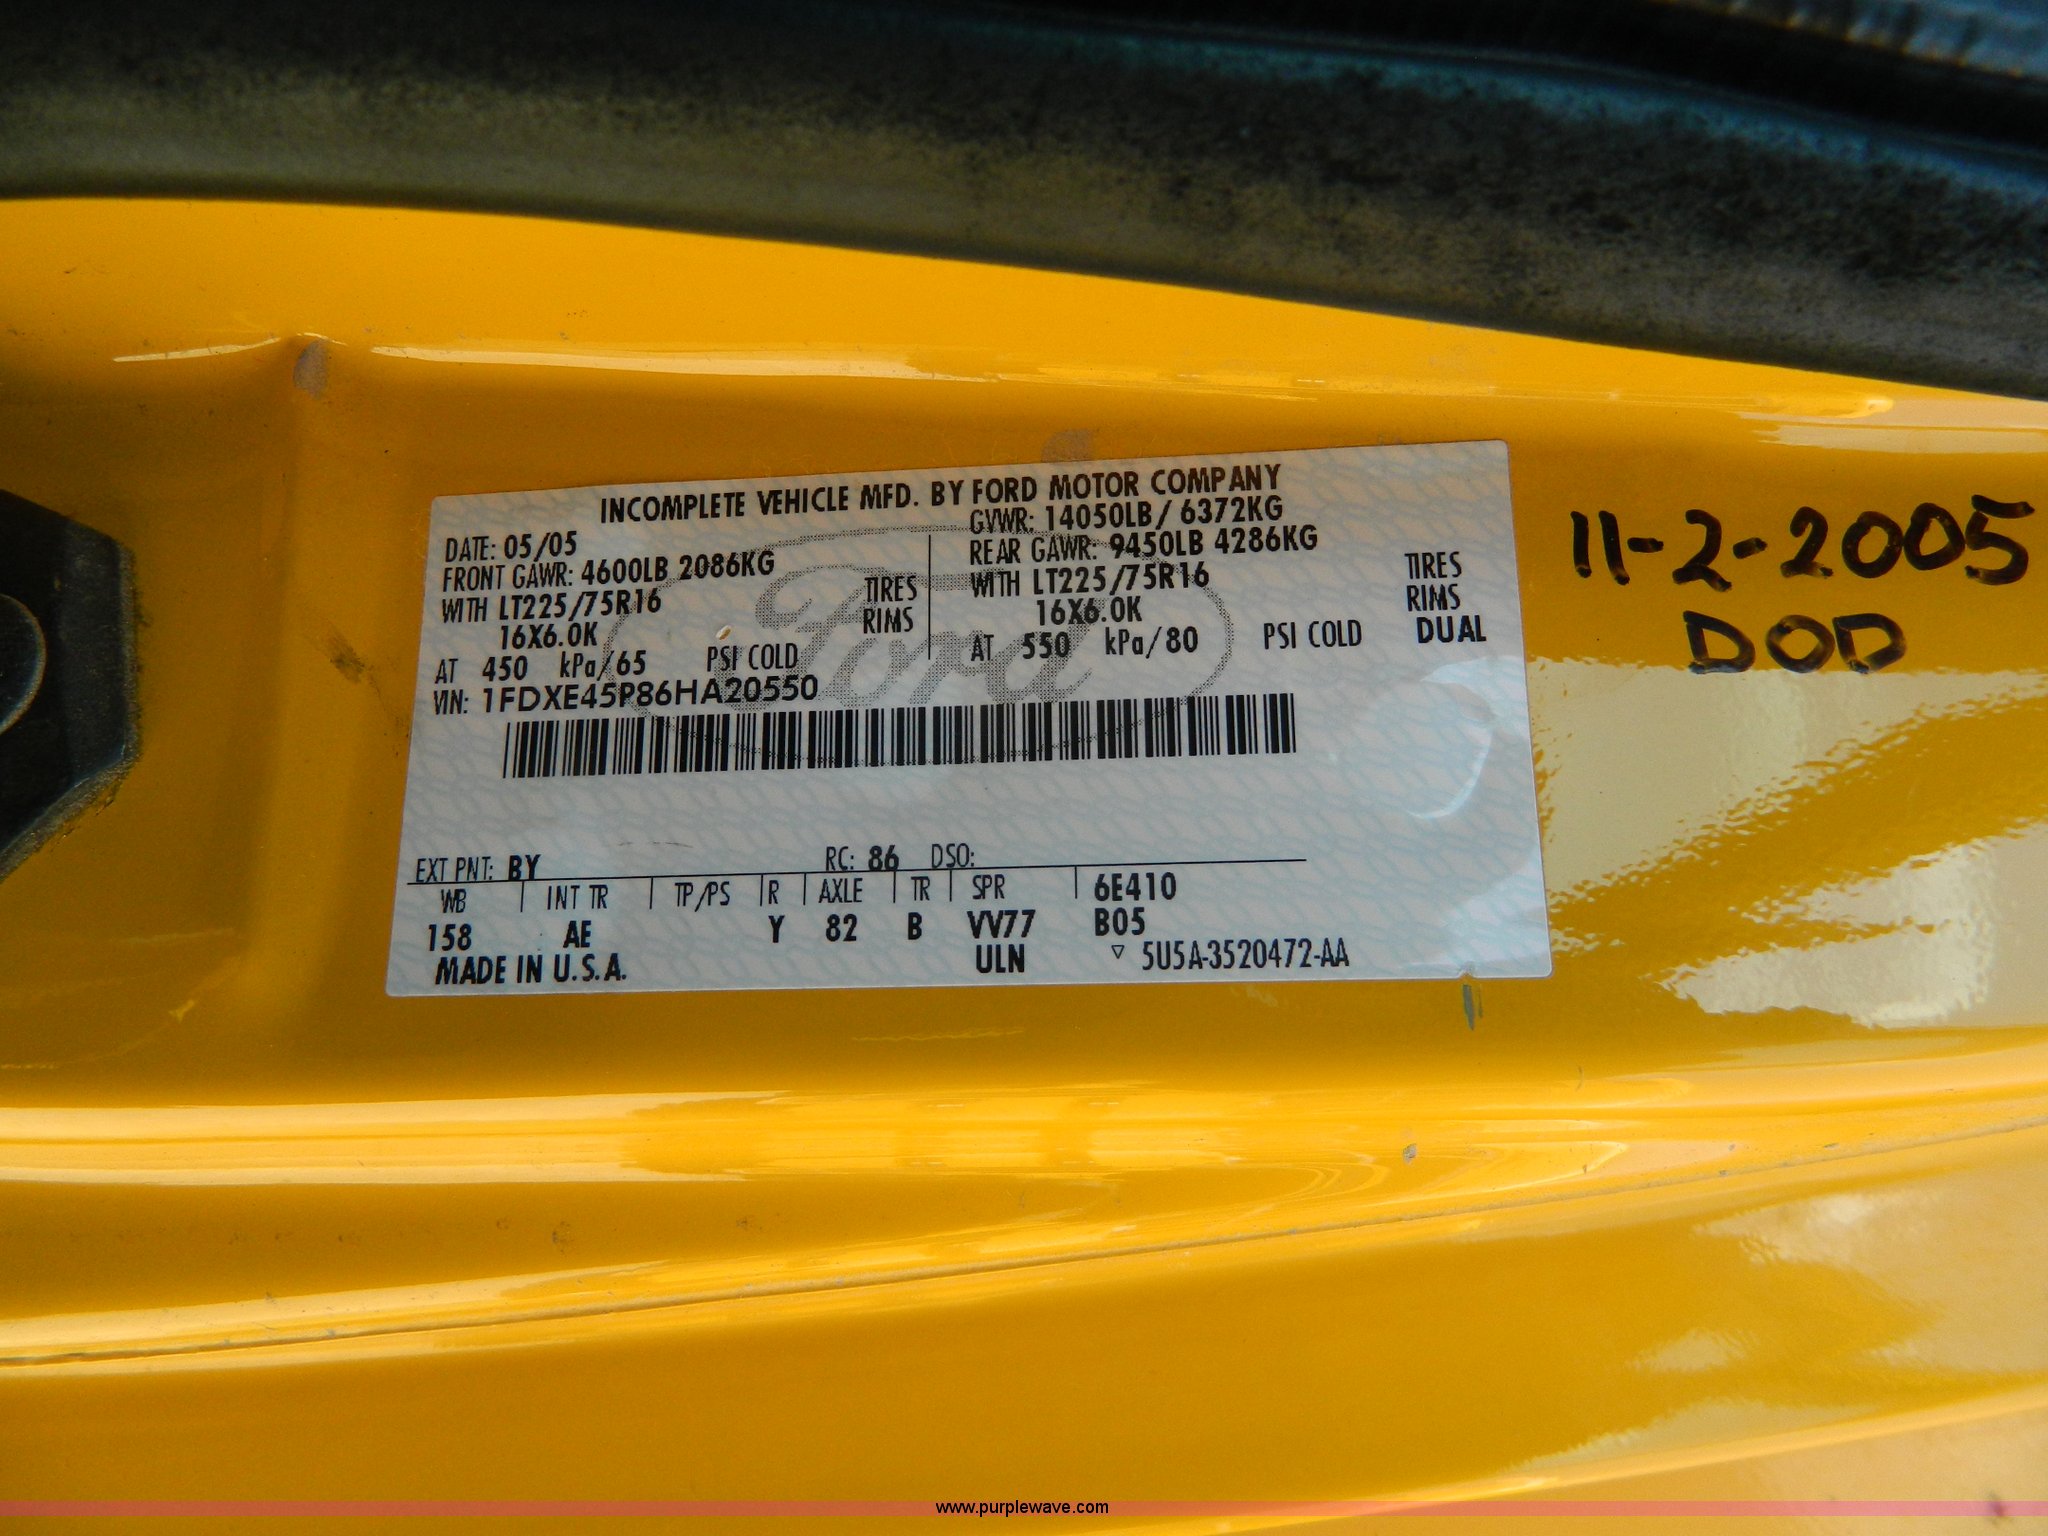 INCOMPLETE VEHICLE MFD. BY FORD MOTOR COMPANY
DATE: 05/05 GVWR: 14050LB / 6372KG
FRONT GAWR: 4600LB 2086KG REAR GAWR: 9450LB 4286KG
WITH LT225/75R16 TIRES WITH LT225/75R16 TIRES
16X6.0K RIMS 16X6.0K RIMS
AT 450 kPa/65 PSI COLD AT 550 kPa/80 PSI COLD DUAL
VIN: 1FDXE45P86HA20550
Ford
EXT PNT: BY RC: 86 DSO:
WB | INT TR | TP/PS | R | AXLE | TR | SPR | 6E410
158 AE Y 82 B VV77 B05
MADE IN U.S.A. ULN ▽ 5U5A-3520472-AA
11-2-2005
DOD
www.purplewave.com